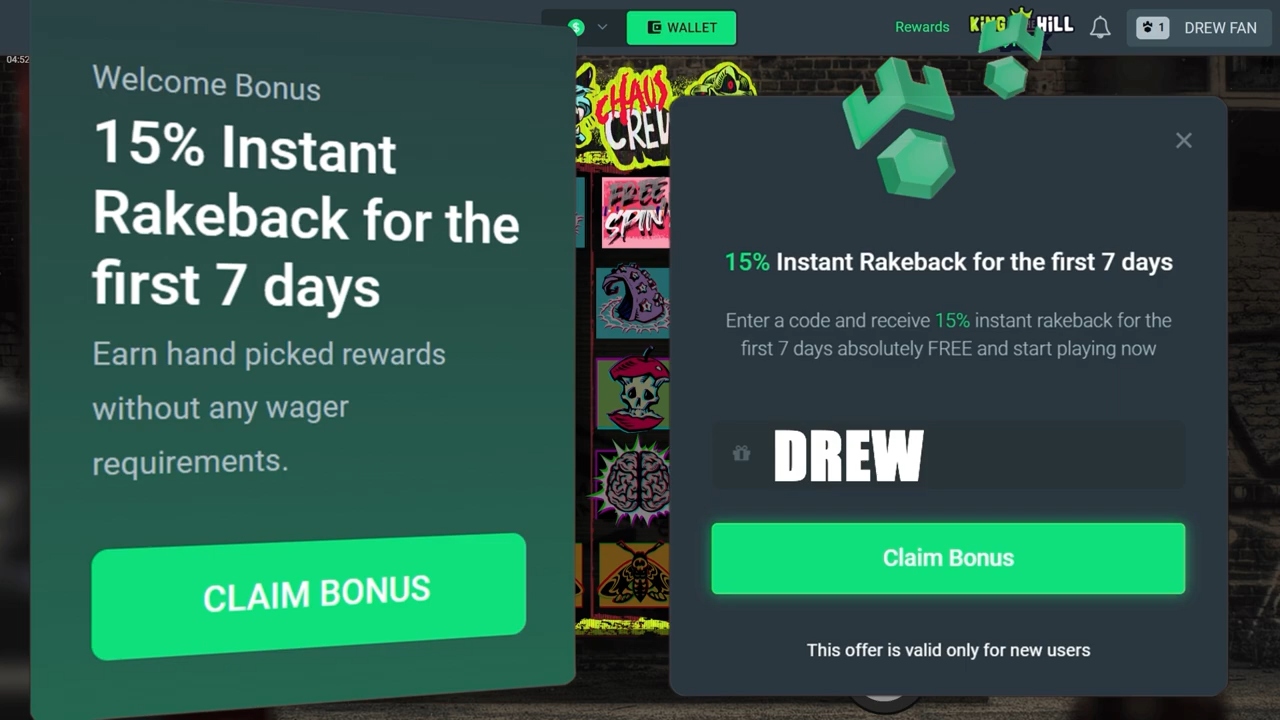 WALLET
Rewards
KING OF THE HILL
1
DREW FAN
04:52
Welcome Bonus
15% Instant
Rakeback for the
first 7 days
Earn hand picked rewards
without any wager
requirements.
CLAIM BONUS
CHAOS
CREW
FREE
SPIN
15% Instant Rakeback for the first 7 days
Enter a code and receive 15% instant rakeback for the
first 7 days absolutely FREE and start playing now
DREW
Claim Bonus
This offer is valid only for new users